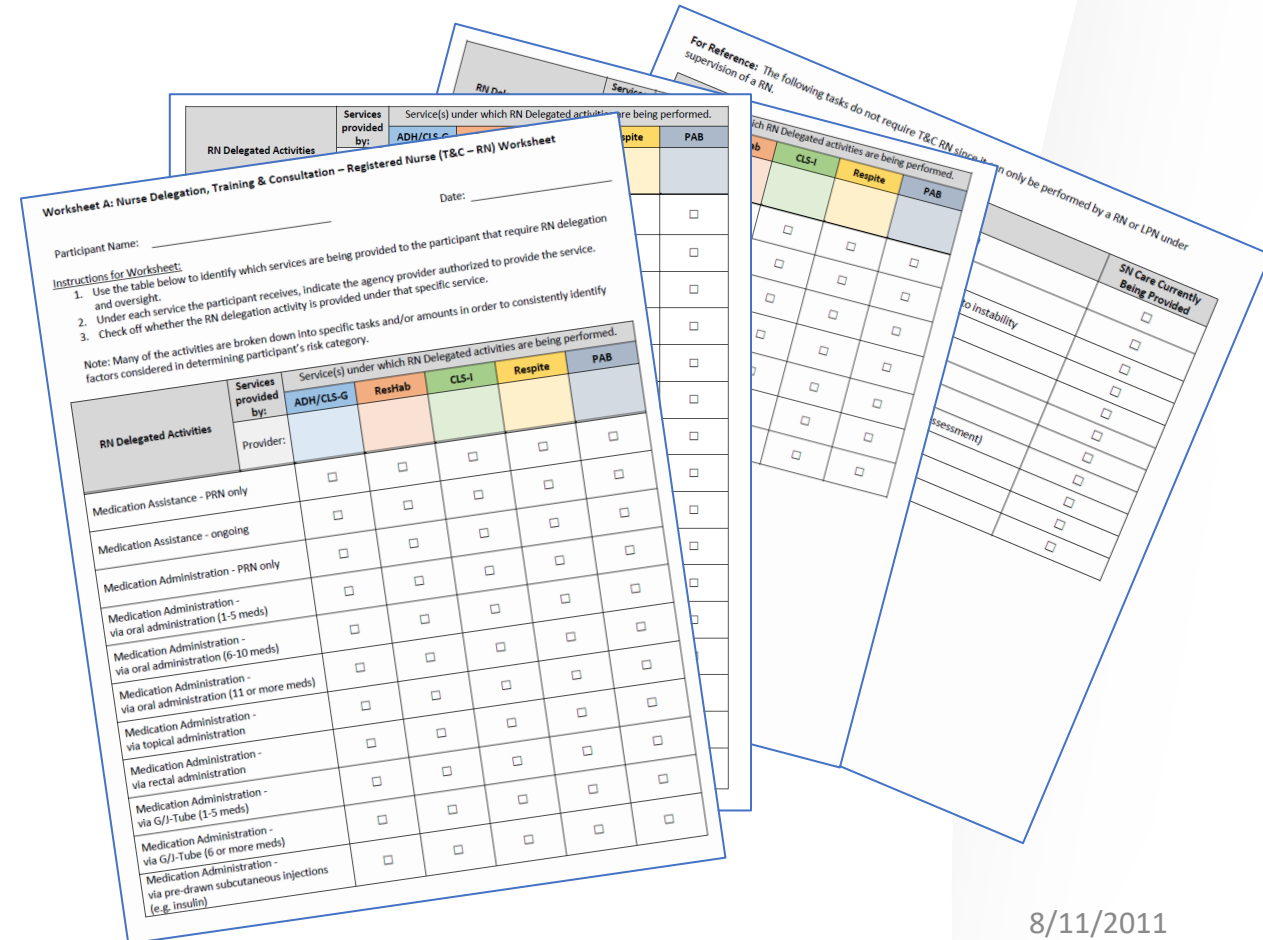 Worksheet A: Nurse Delegation, Training & Consultation – Registered Nurse (T&C – RN) Worksheet
Participant Name: Date:
Instructions for Worksheet:
1. Use the table below to identify which services are being provided to the participant that require RN delegation
and oversight.
2. Under each service the participant receives, indicate the agency provider authorized to provide the service.
3. Check off whether the RN delegation activity is provided under that specific service.
Note: Many of the activities are broken down into specific tasks and/or amounts in order to consistently identify
factors considered in determining participant's risk category.
RN Delegated Activities
Services
provided
by:
Service(s) under which RN Delegated activities are being performed.
ADH/CLS-G ResHab CLS-I Respite PAB
Provider:
Medication Assistance - PRN only
Medication Assistance - ongoing
Medication Administration - PRN only
Medication Administration -
via oral administration (1-5 meds)
Medication Administration -
via oral administration (6-10 meds)
Medication Administration -
via oral administration (11 or more meds)
Medication Administration -
via topical administration
Medication Administration -
via rectal administration
Medication Administration -
via G/J-Tube (1-5 meds)
Medication Administration -
via G/J-Tube (6 or more meds)
Medication Administration -
via pre-drawn subcutaneous injections
(e.g. insulin)
RN Delegated Activities
Services
provided
by:
Service(s) under which RN Delegated activities are being performed.
ADH/CLS-G
PAB
RN
RN Delegated activities are being performed.
CLS-I Respite PAB
For Reference: The following tasks do not require T&C RN since
only be performed by a RN or LPN under
supervision of a RN.
SN Care Currently
Being Provided
to instability
8/11/2011